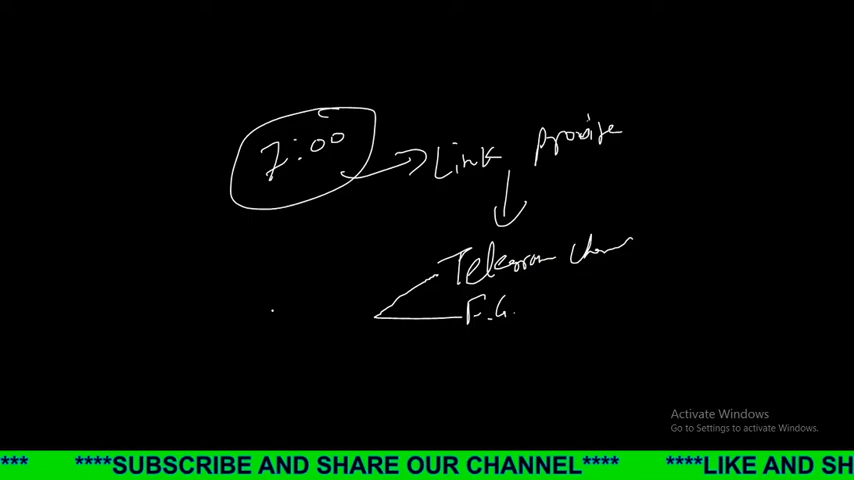 7:00 Link provide
Telegram
F.G.
Activate Windows
Go to Settings to activate Windows.
*** ****SUBSCRIBE AND SHARE OUR CHANNEL**** ****LIKE AND SH